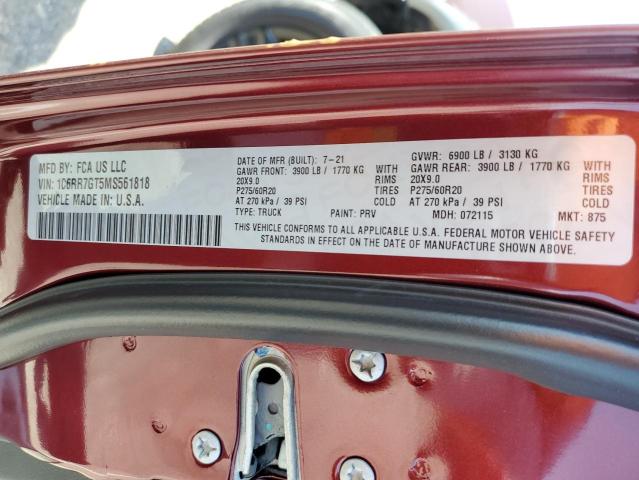 MFD BY: FCA US LLC
VIN: 1C6RR7GT5MS561818
VEHICLE MADE IN: U.S.A.
DATE OF MFR (BUILT): 7-21
GVWR: 6900 LB / 3130 KG
GAWR FRONT: 3900 LB / 1770 KG WITH
20X9.0 RIMS
P275/60R20 TIRES
AT 270 kPa / 39 PSI COLD
GAWR REAR: 3900 LB / 1770 KG WITH
20X9.0 RIMS
P275/60R20 TIRES
AT 270 kPa / 39 PSI COLD
TYPE: TRUCK PAINT: PRV MDH: 072115 MKT: 875
THIS VEHICLE CONFORMS TO ALL APPLICABLE U.S.A. FEDERAL MOTOR VEHICLE SAFETY
STANDARDS IN EFFECT ON THE DATE OF MANUFACTURE SHOWN ABOVE.